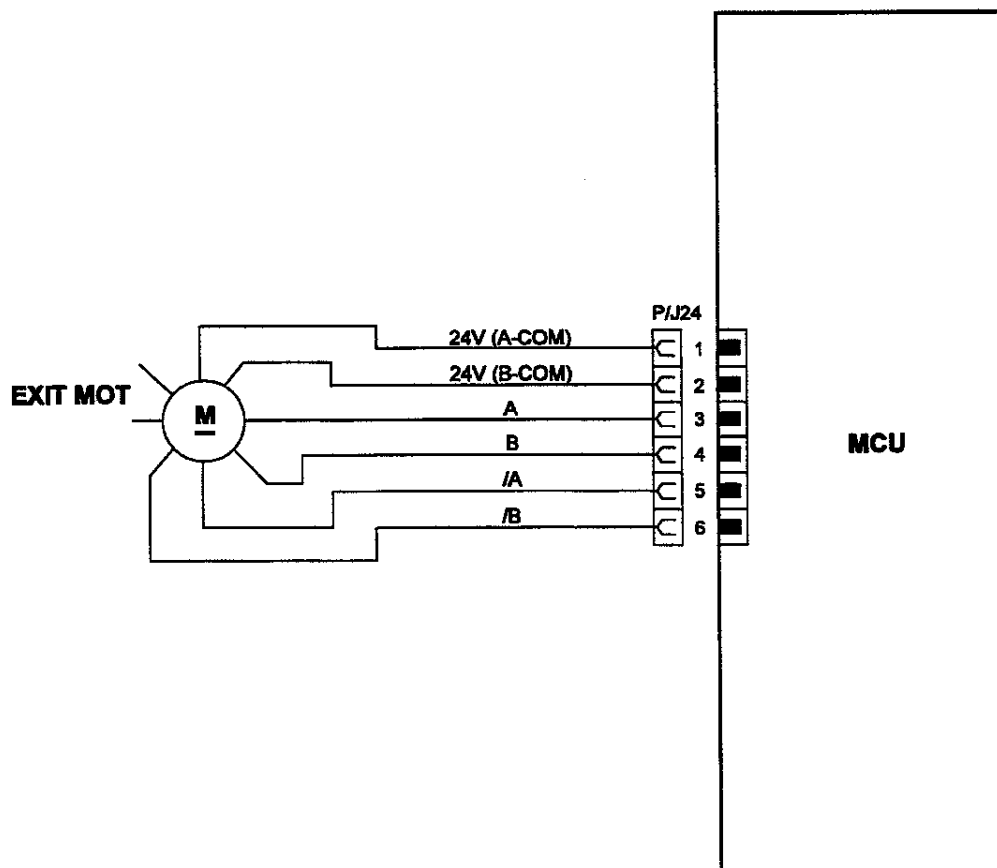 P/J24
24V (A-COM)
1
24V (B-COM)
2
EXIT MOT
M
A
3
B
4
MCU
/A
5
/B
6